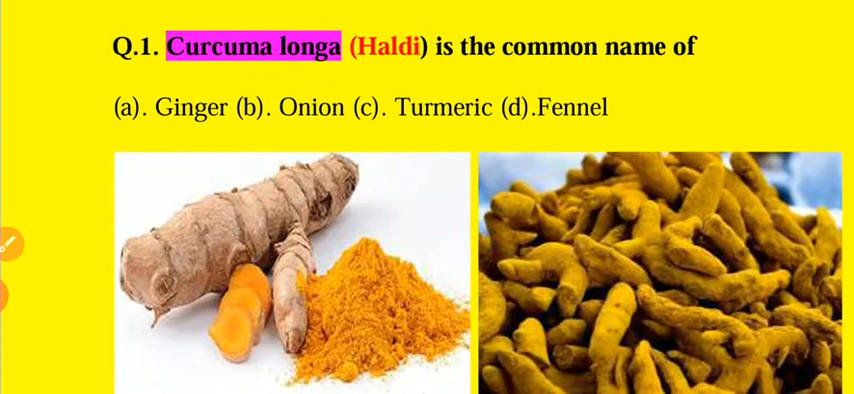 Q.1. Curcuma longa (Haldi) is the common name of
(a). Ginger (b). Onion (c). Turmeric (d).Fennel